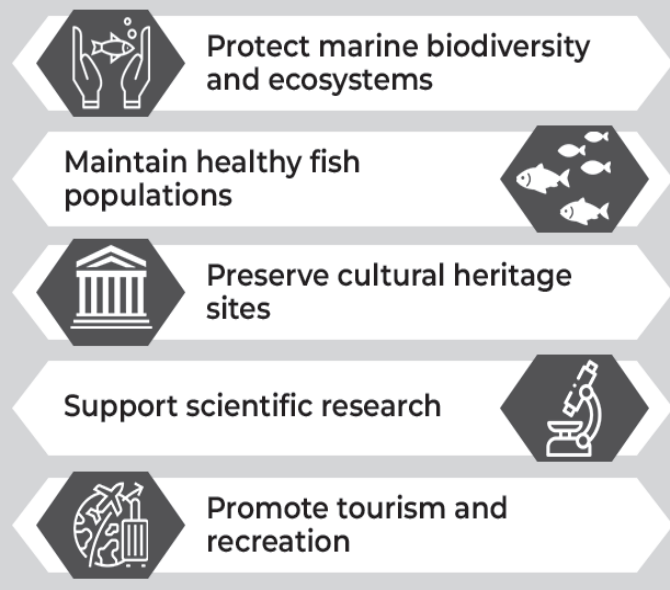 Protect marine biodiversity
and ecosystems
Maintain healthy fish
populations
Preserve cultural heritage
sites
Support scientific research
Promote tourism and
recreation